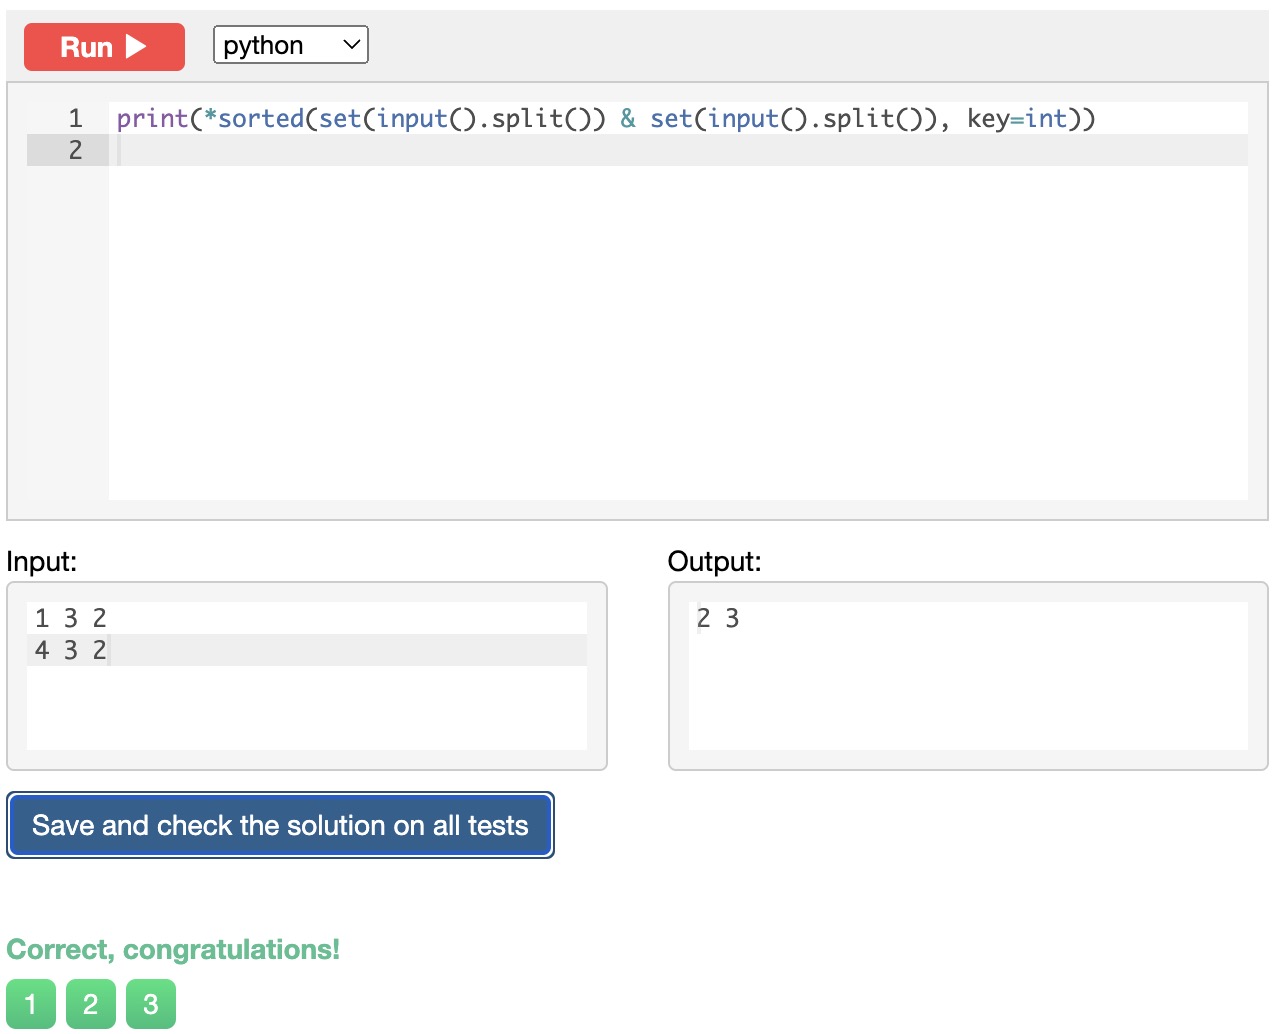 Run
python
1 print(*sorted(set(input().split()) & set(input().split()), key=int))
2
Input:
1 3 2
4 3 2
Output:
2 3
Save and check the solution on all tests
Correct, congratulations!
1 2 3